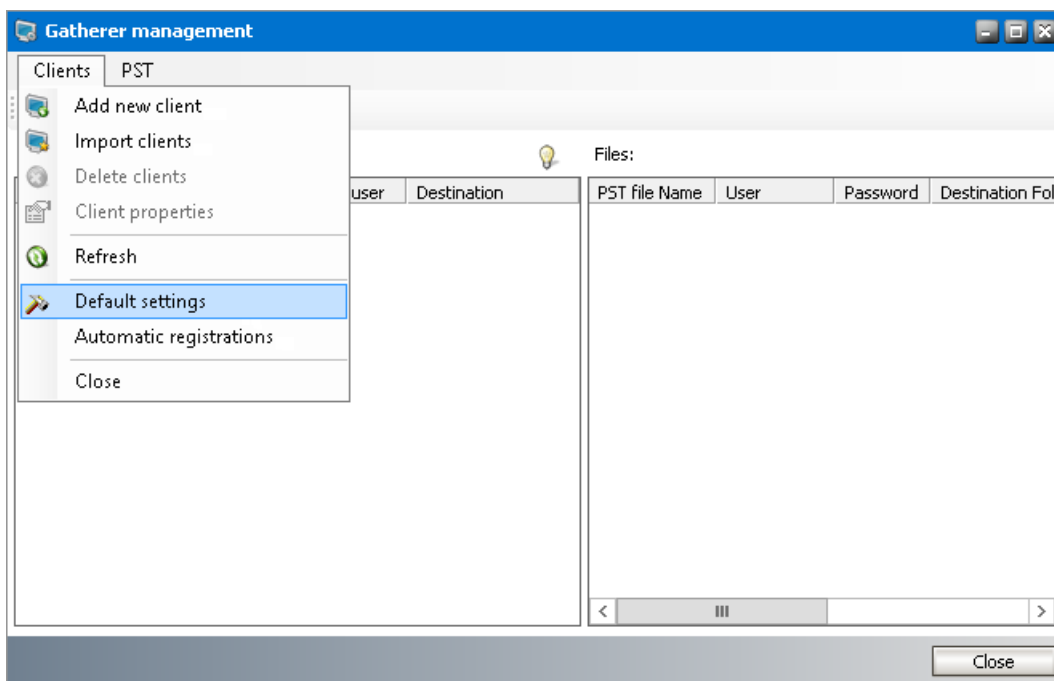 Gatherer management
Clients PST
Add new client
Import clients
Delete clients
Client properties
Refresh
Default settings
Automatic registrations
Close
user Destination
Files:
PST file Name User Password Destination Fol
Close